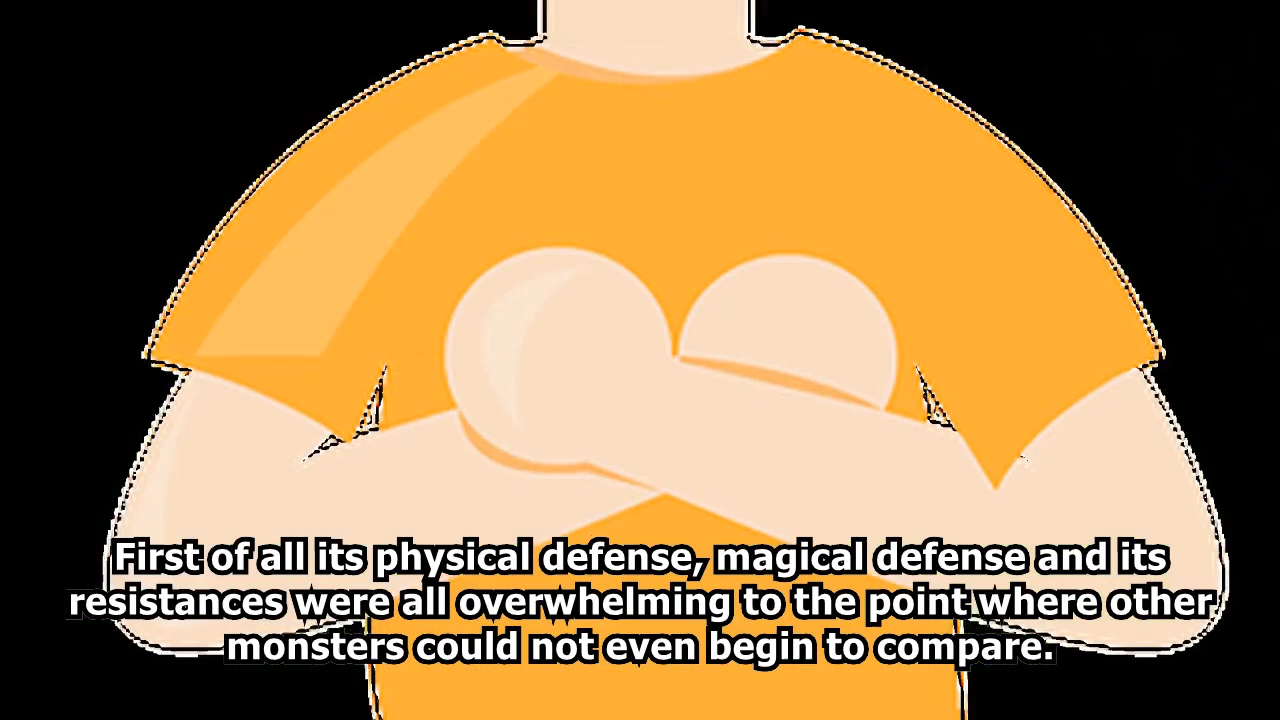 First of all its physical defense, magical defense and its
resistances were all overwhelming to the point where other
monsters could not even begin to compare.